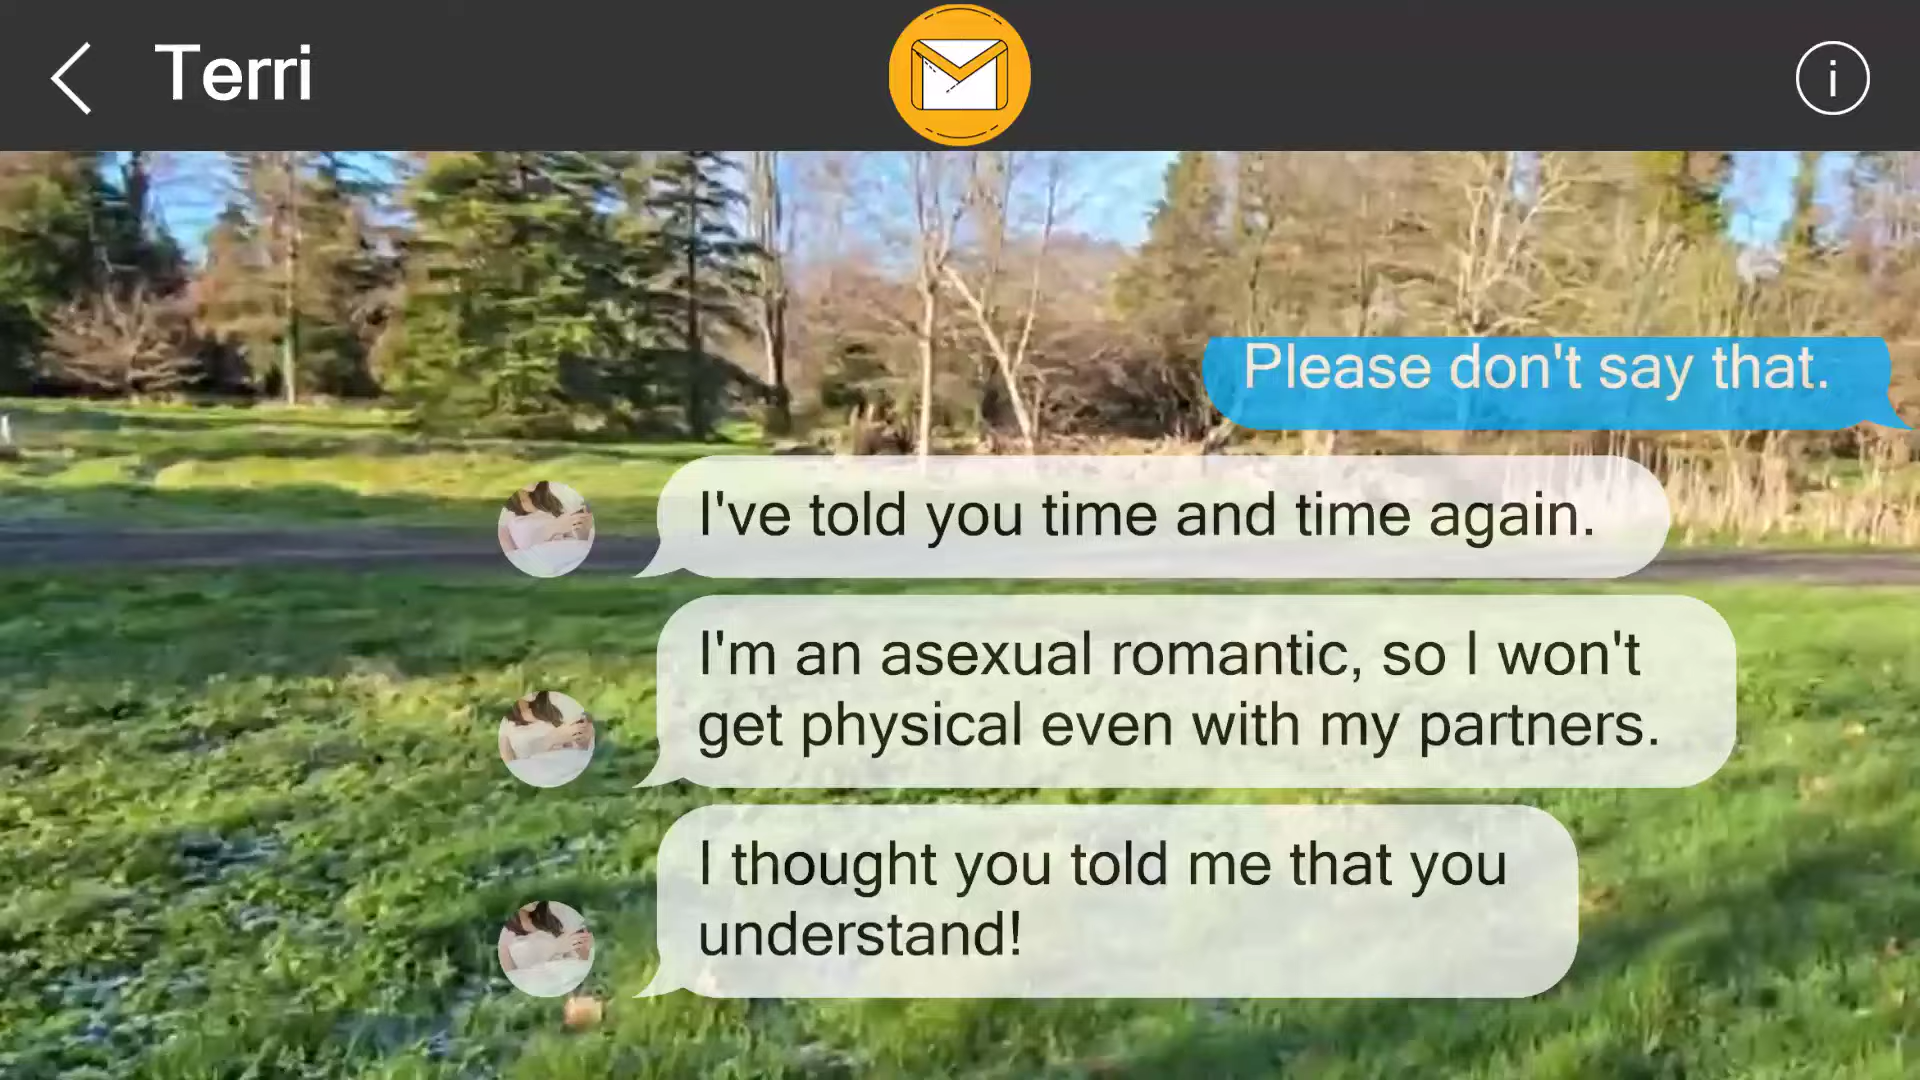 Terri
i
Please don't say that.
I've told you time and time again.
I'm an asexual romantic, so I won't
get physical even with my partners.
I thought you told me that you
understand!